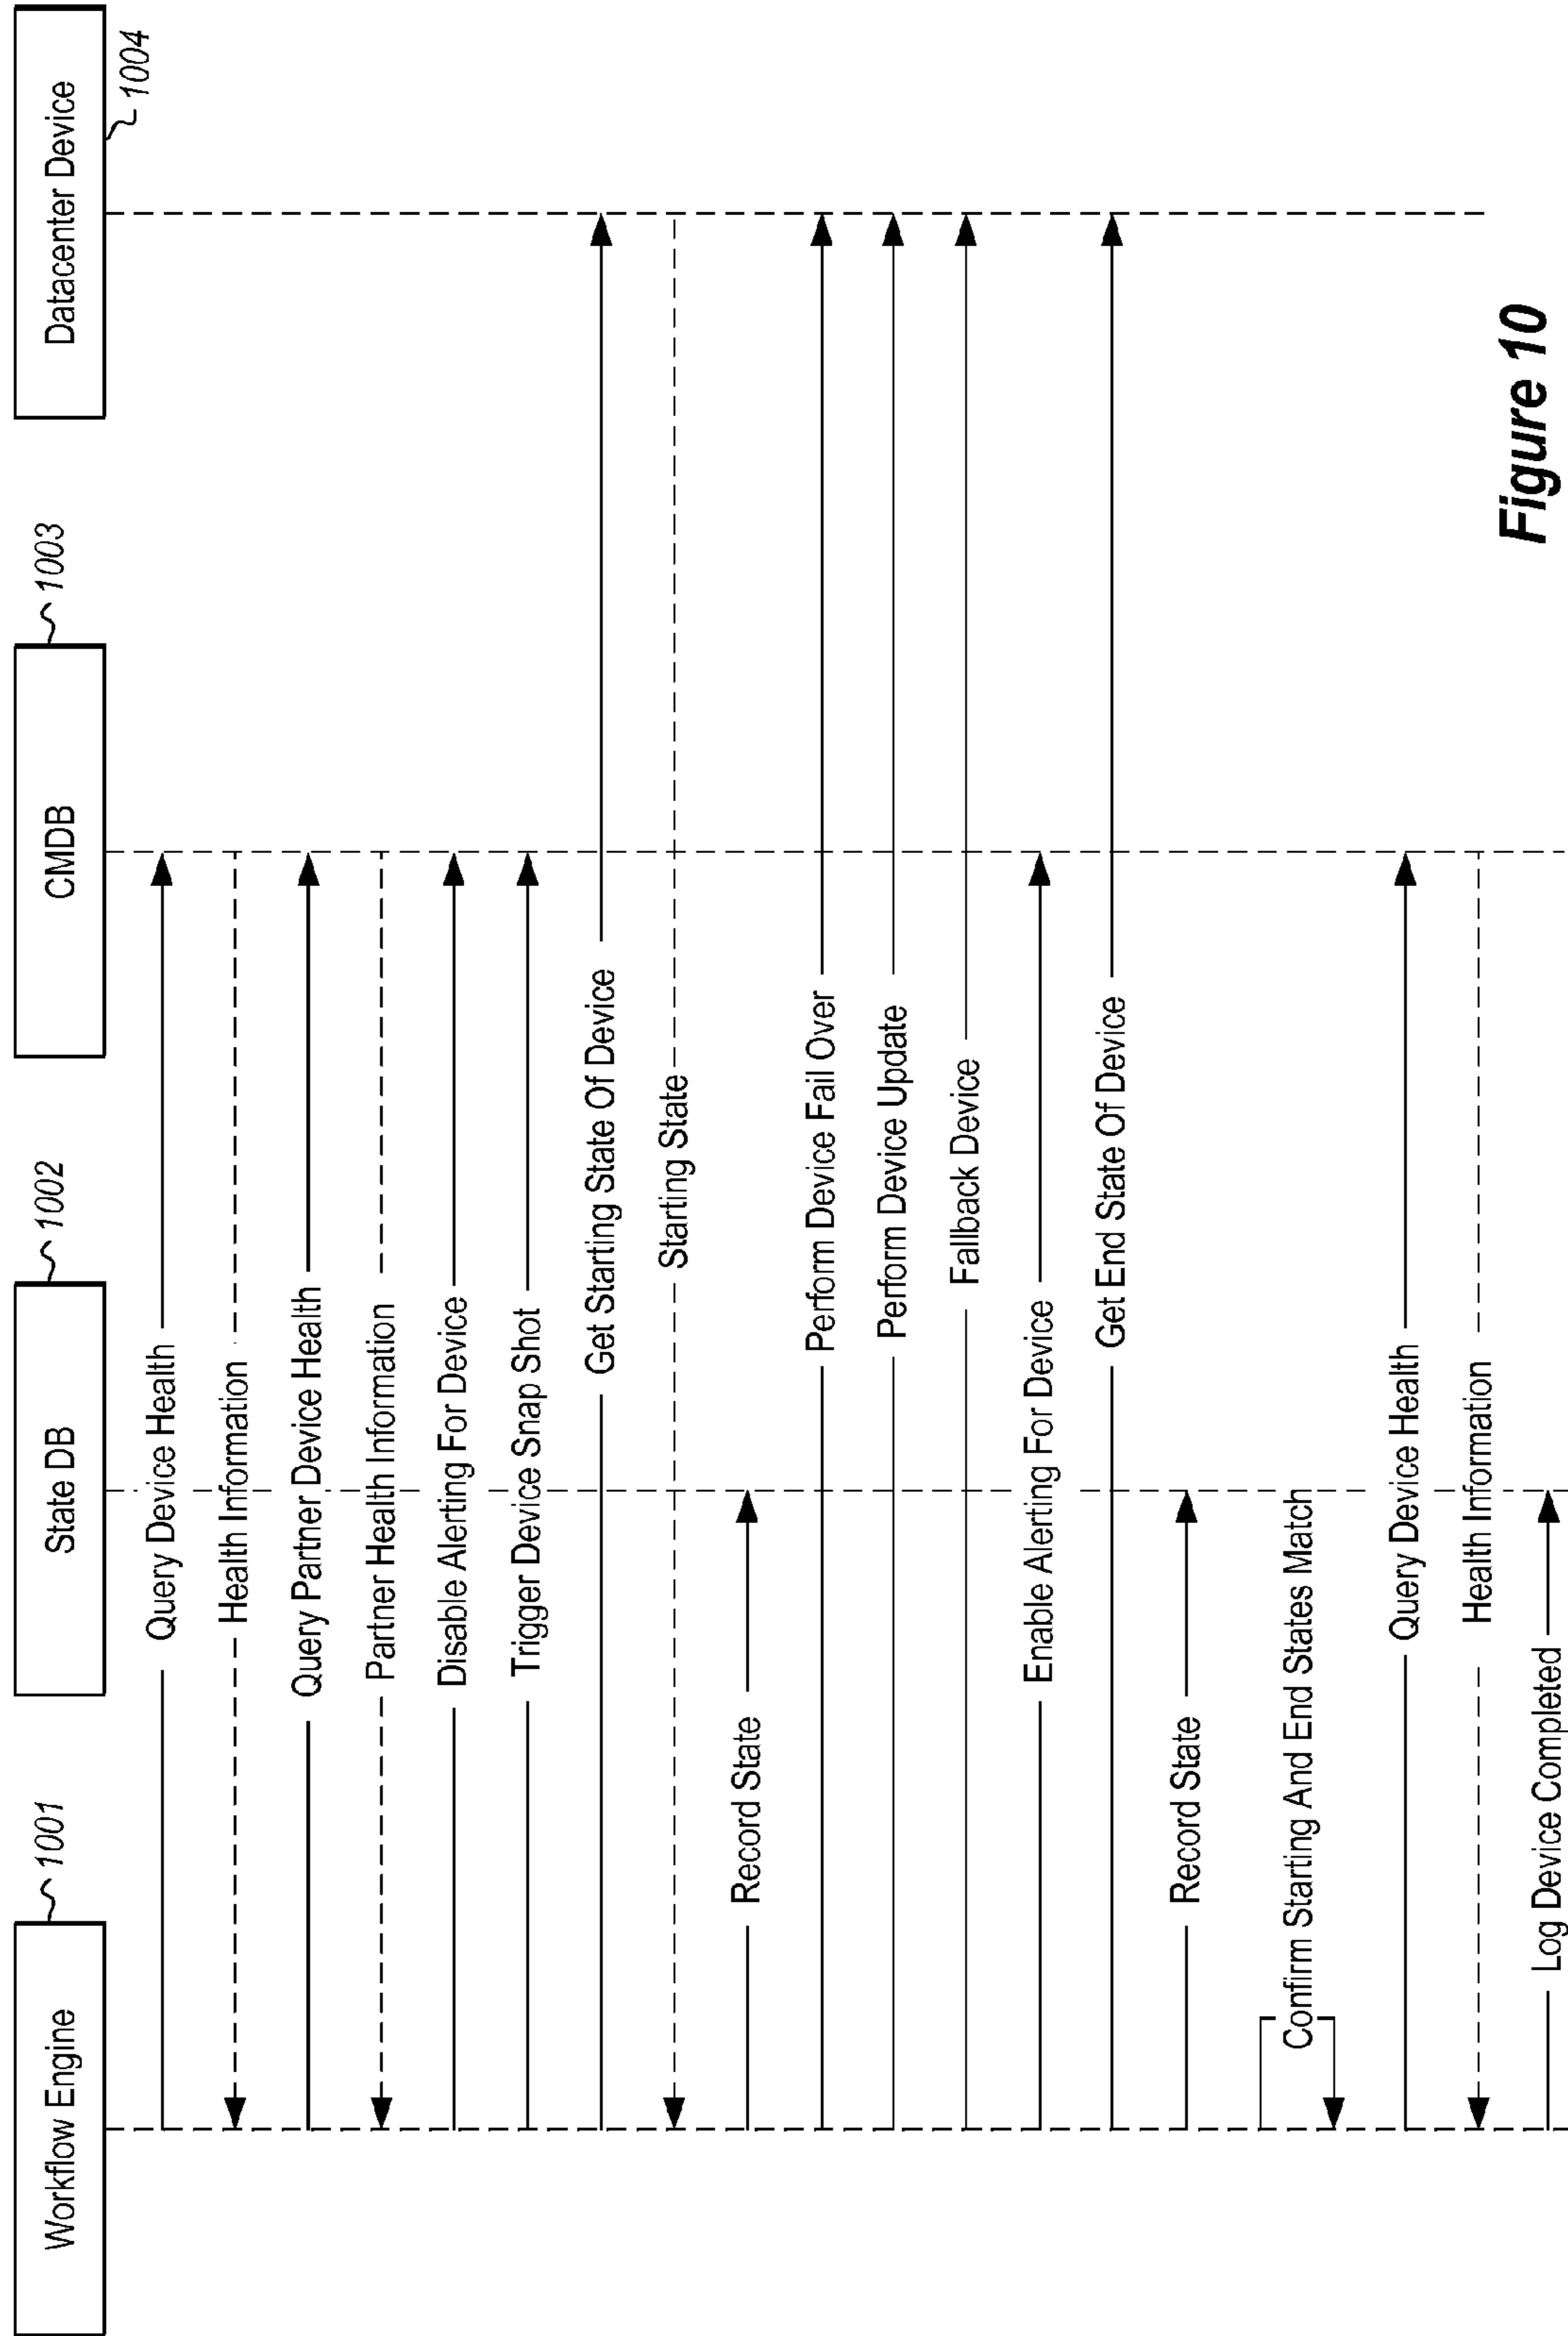 Workflow Engine
1001
State DB
1002
CMDB
1003
Datacenter Device
1004
Query Device Health
Health Information
Query Partner Device Health
Partner Health Information
Disable Alerting For Device
Trigger Device Snap Shot
Get Starting State Of Device
Starting State
Record State
Perform Device Fail Over
Perform Device Update
Fallback Device
Enable Alerting For Device
Get End State Of Device
Record State
Confirm Starting And End States Match
Query Device Health
Health Information
Log Device Completed
Figure 10